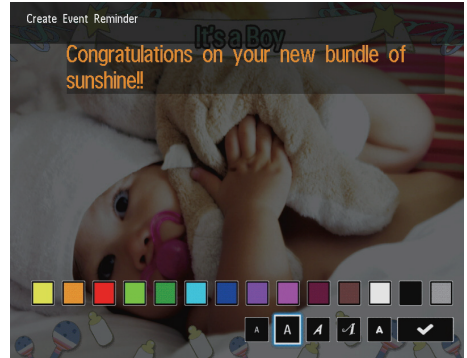 Create Event Reminder
It's a Boy
Congratulations on your new bundle of
sunshine!!
A A A A A